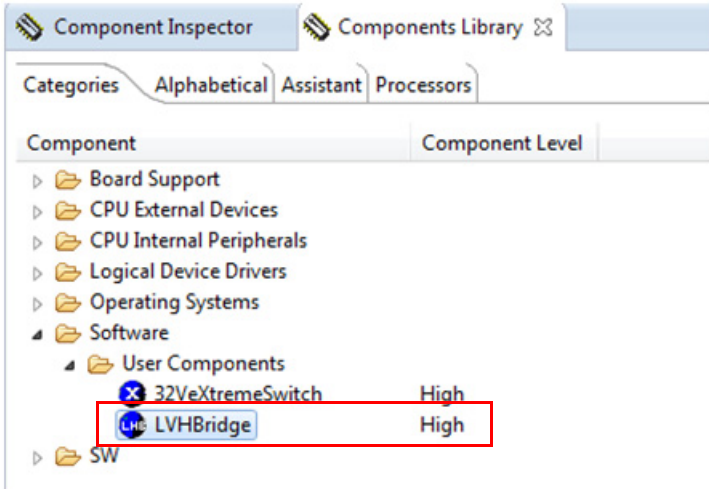 Component Inspector Components Library
Categories Alphabetical Assistant Processors
Component Component Level
Board Support
CPU External Devices
CPU Internal Peripherals
Logical Device Drivers
Operating Systems
Software
User Components
X 32VeXtremeSwitch High
LHB LVHBridge High
SW